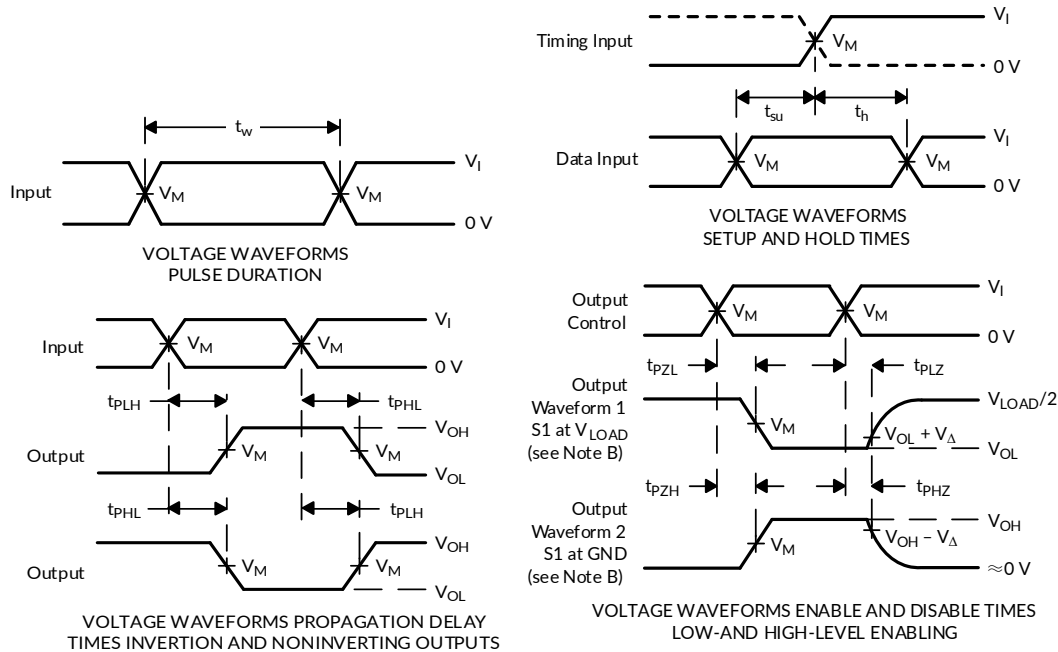 t_w
Input
V_M
V_M
V_I
0 V
VOLTAGE WAVEFORMS
PULSE DURATION
Timing Input
V_M
V_I
0 V
t_su
t_h
Data Input
V_M
V_M
V_I
0 V
VOLTAGE WAVEFORMS
SETUP AND HOLD TIMES
Input
V_M
V_M
V_I
0 V
t_PLH
t_PHL
Output
V_M
V_M
V_OH
V_OL
t_PHL
t_PLH
Output
V_M
V_M
V_OH
V_OL
VOLTAGE WAVEFORMS PROPAGATION DELAY
TIMES INVERTION AND NONINVERTING OUTPUTS
Output
Control
V_M
V_M
V_I
0 V
t_PZL
t_PLZ
Output
Waveform 1
S1 at V_LOAD
(see Note B)
V_M
V_LOAD/2
V_OL + V_Δ
V_OL
t_PZH
t_PHZ
Output
Waveform 2
S1 at GND
(see Note B)
V_M
V_OH
V_OH − V_Δ
≈0 V
VOLTAGE WAVEFORMS ENABLE AND DISABLE TIMES
LOW-AND HIGH-LEVEL ENABLING